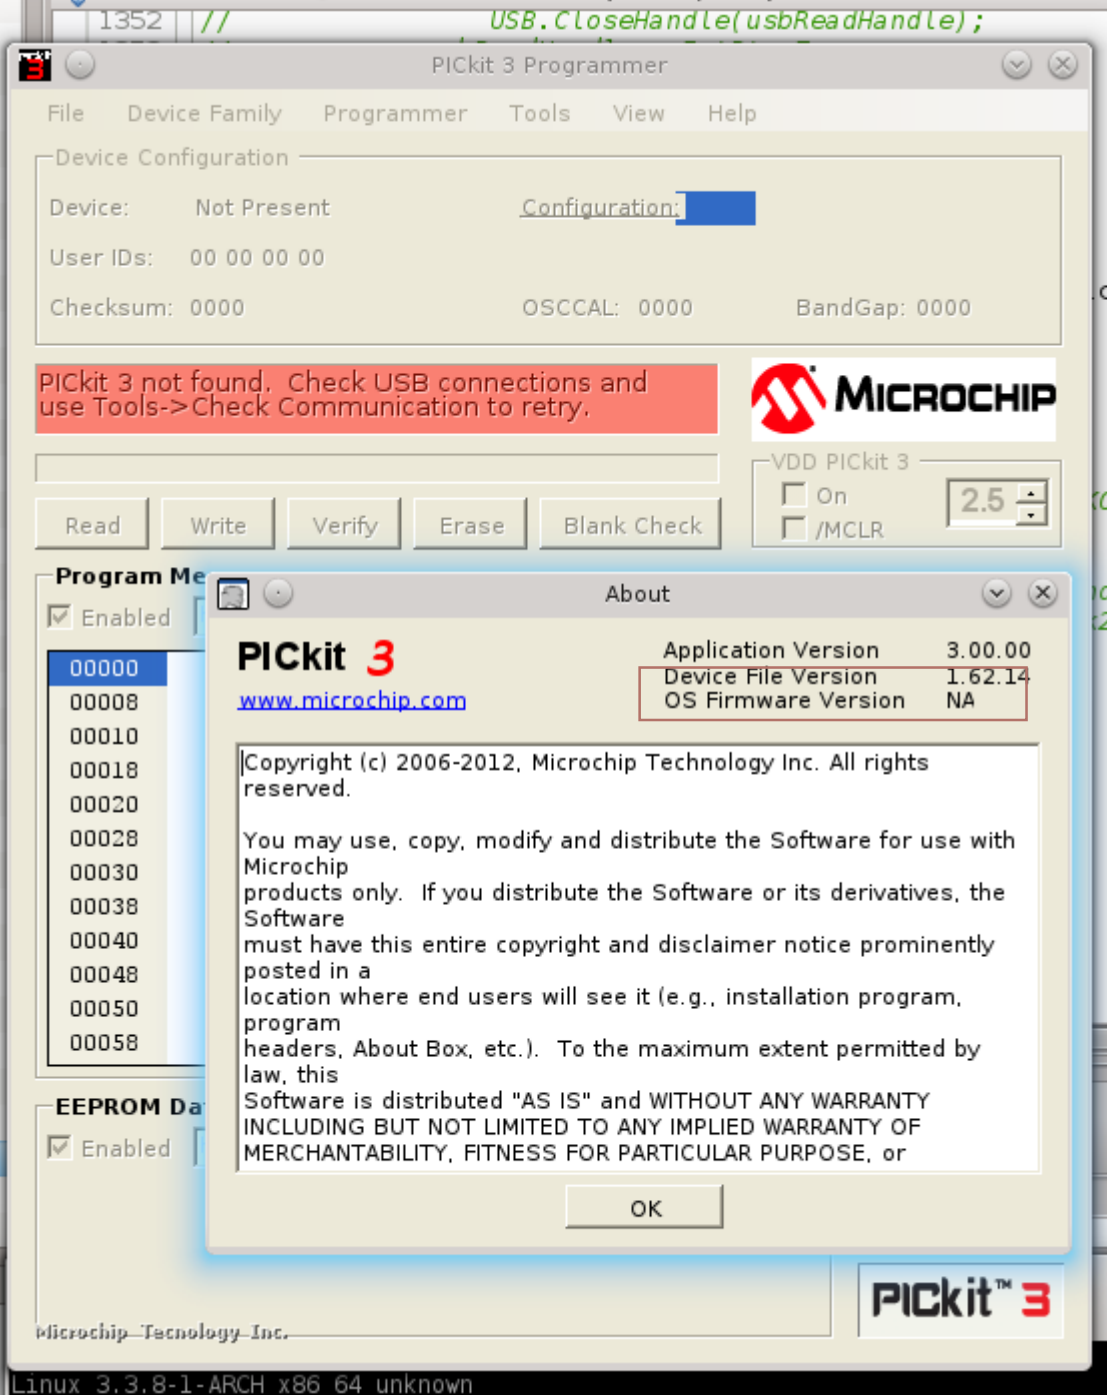 1352 // USB.CloseHandle(usbReadHandle);
PICkit 3 Programmer
File Device Family Programmer Tools View Help
Device Configuration
Device: Not Present Configuration:
User IDs: 00 00 00 00
Checksum: 0000 OSCCAL: 0000 BandGap: 0000
PICkit 3 not found. Check USB connections and
use Tools->Check Communication to retry.
MICROCHIP
VDD PICkit 3
On
2.5
/MCLR
Read Write Verify Erase Blank Check
Program Me
Enabled
00000
00008
00010
00018
00020
00028
00030
00038
00040
00048
00050
00058
EEPROM Da
Enabled
About
PICkit 3
www.microchip.com
Application Version 3.00.00
Device File Version 1.62.14
OS Firmware Version NA
Copyright (c) 2006-2012, Microchip Technology Inc. All rights
reserved.
You may use, copy, modify and distribute the Software for use with
Microchip
products only. If you distribute the Software or its derivatives, the
Software
must have this entire copyright and disclaimer notice prominently
posted in a
location where end users will see it (e.g., installation program,
program
headers, About Box, etc.). To the maximum extent permitted by
law, this
Software is distributed "AS IS" and WITHOUT ANY WARRANTY
INCLUDING BUT NOT LIMITED TO ANY IMPLIED WARRANTY OF
MERCHANTABILITY, FITNESS FOR PARTICULAR PURPOSE, or
OK
PICkit™ 3
Microchip Tecnology Inc.
Linux 3.3.8-1-ARCH x86_64 unknown